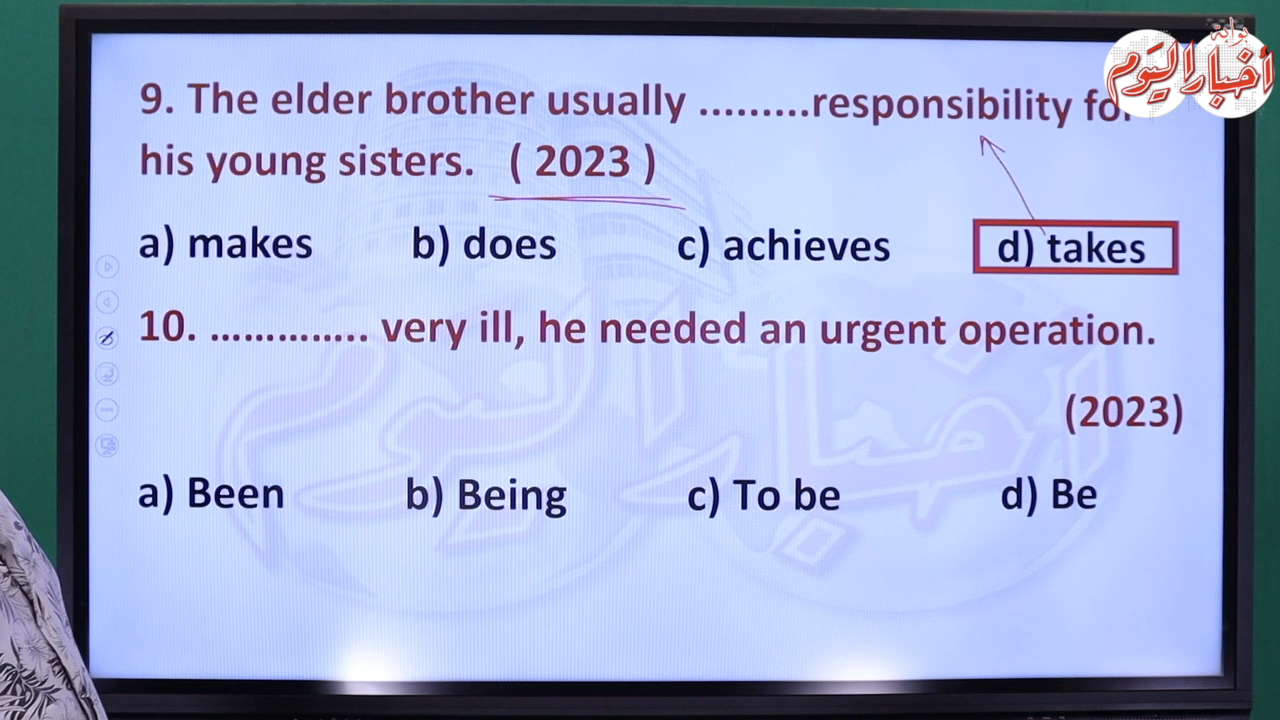 بوابة
أخبار اليوم
9. The elder brother usually .........responsibility for
his young sisters. ( 2023 )
a) makes b) does c) achieves d) takes
10. .............. very ill, he needed an urgent operation.
(2023)
a) Been b) Being c) To be d) Be